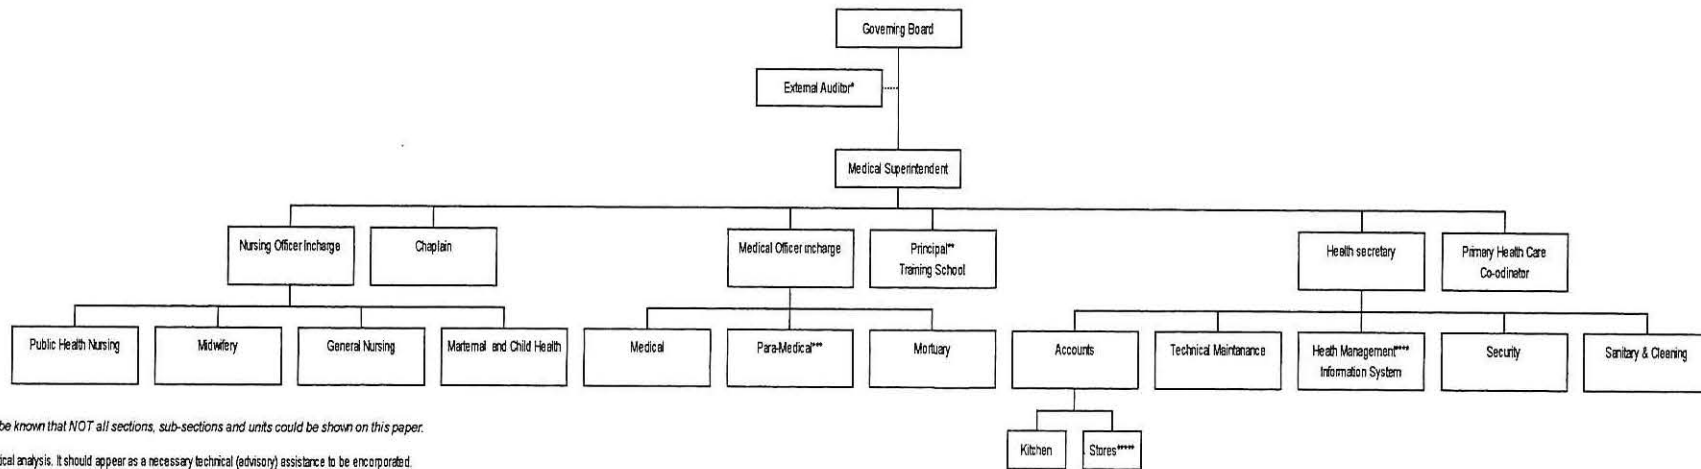 Governing Board
External Auditor*
Medical Superintendent
Nursing Officer Incharge
Chaplain
Medical Officer incharge
Principal**
Training School
Health secretary
Primary Health Care
Co-odinator
Public Health Nursing
Midwifery
General Nursing
Marternal and Child Health
Medical
Para-Medical***
Mortuary
Accounts
Technical Maintanance
Heath Management****
Information System
Security
Sanitary & Cleening
Kitchen
Stores*****
be known that NOT all sections, sub-sections and units could be shown on this paper.
ical analysis. It should appear as a necessary technical (advisory) assistance to be encorporated.